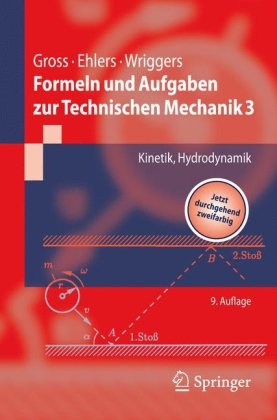 Gross · Ehlers · Wriggers
Formeln und Aufgaben
zur Technischen Mechanik 3
Kinetik, Hydrodynamik
Jetzt
durchgehend
zweifarbig
B
2.Stoß
m
ω
r
9. Auflage
v
α
A
1.Stoß
Springer